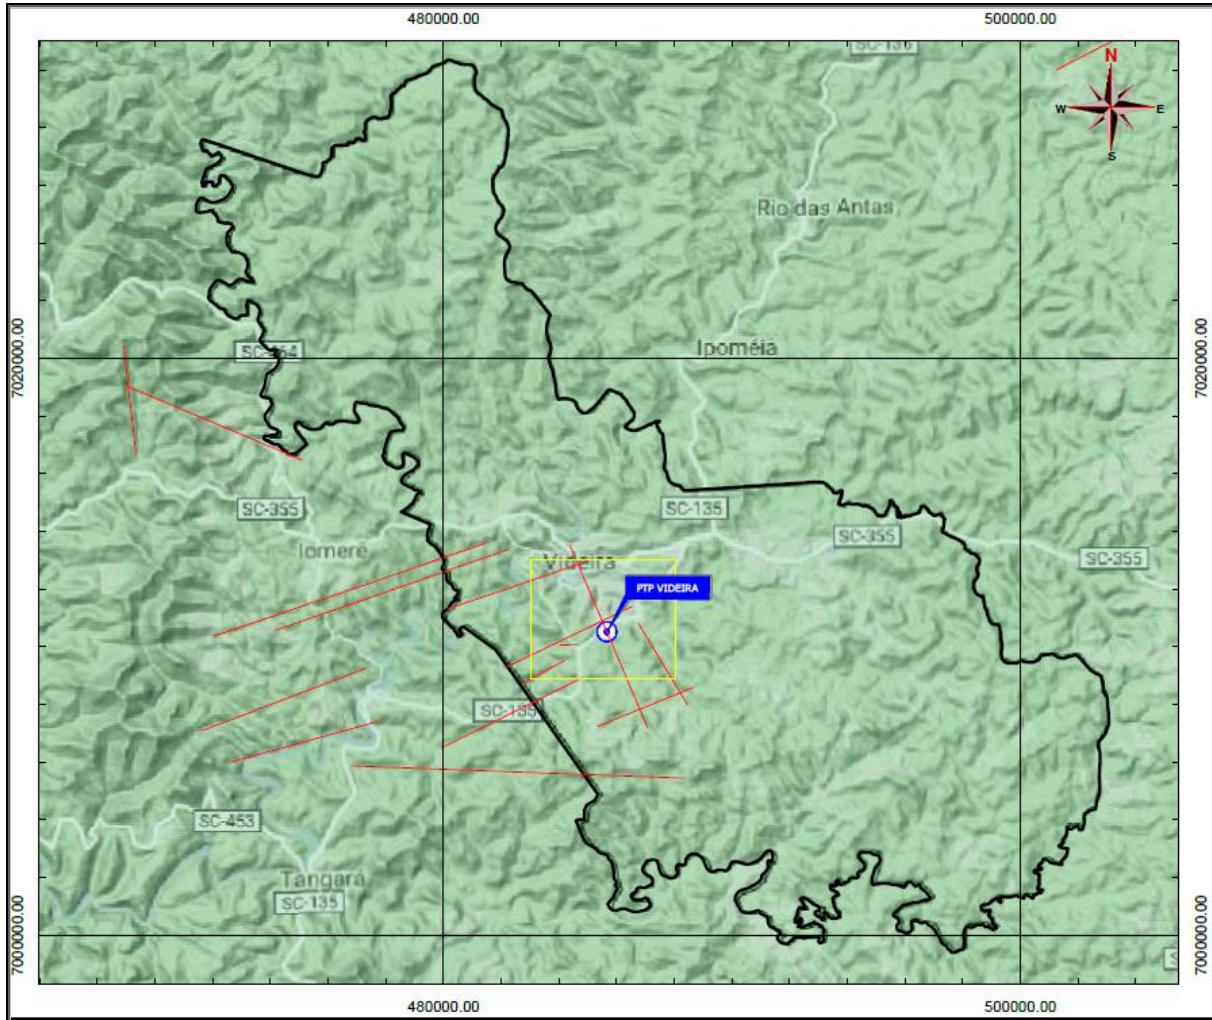 480000.00
500000.00
SC-135
N
W
E
S
Rio das Antas
7020000.00
7020000.00
Ipoméia
SC-464
SC-355
SC-135
SC-355
SC-355
Iomerê
Videira
PTP VIDEIRA
SC-135
SC-453
Tangará
SC-135
7000000.00
7000000.00
480000.00
500000.00